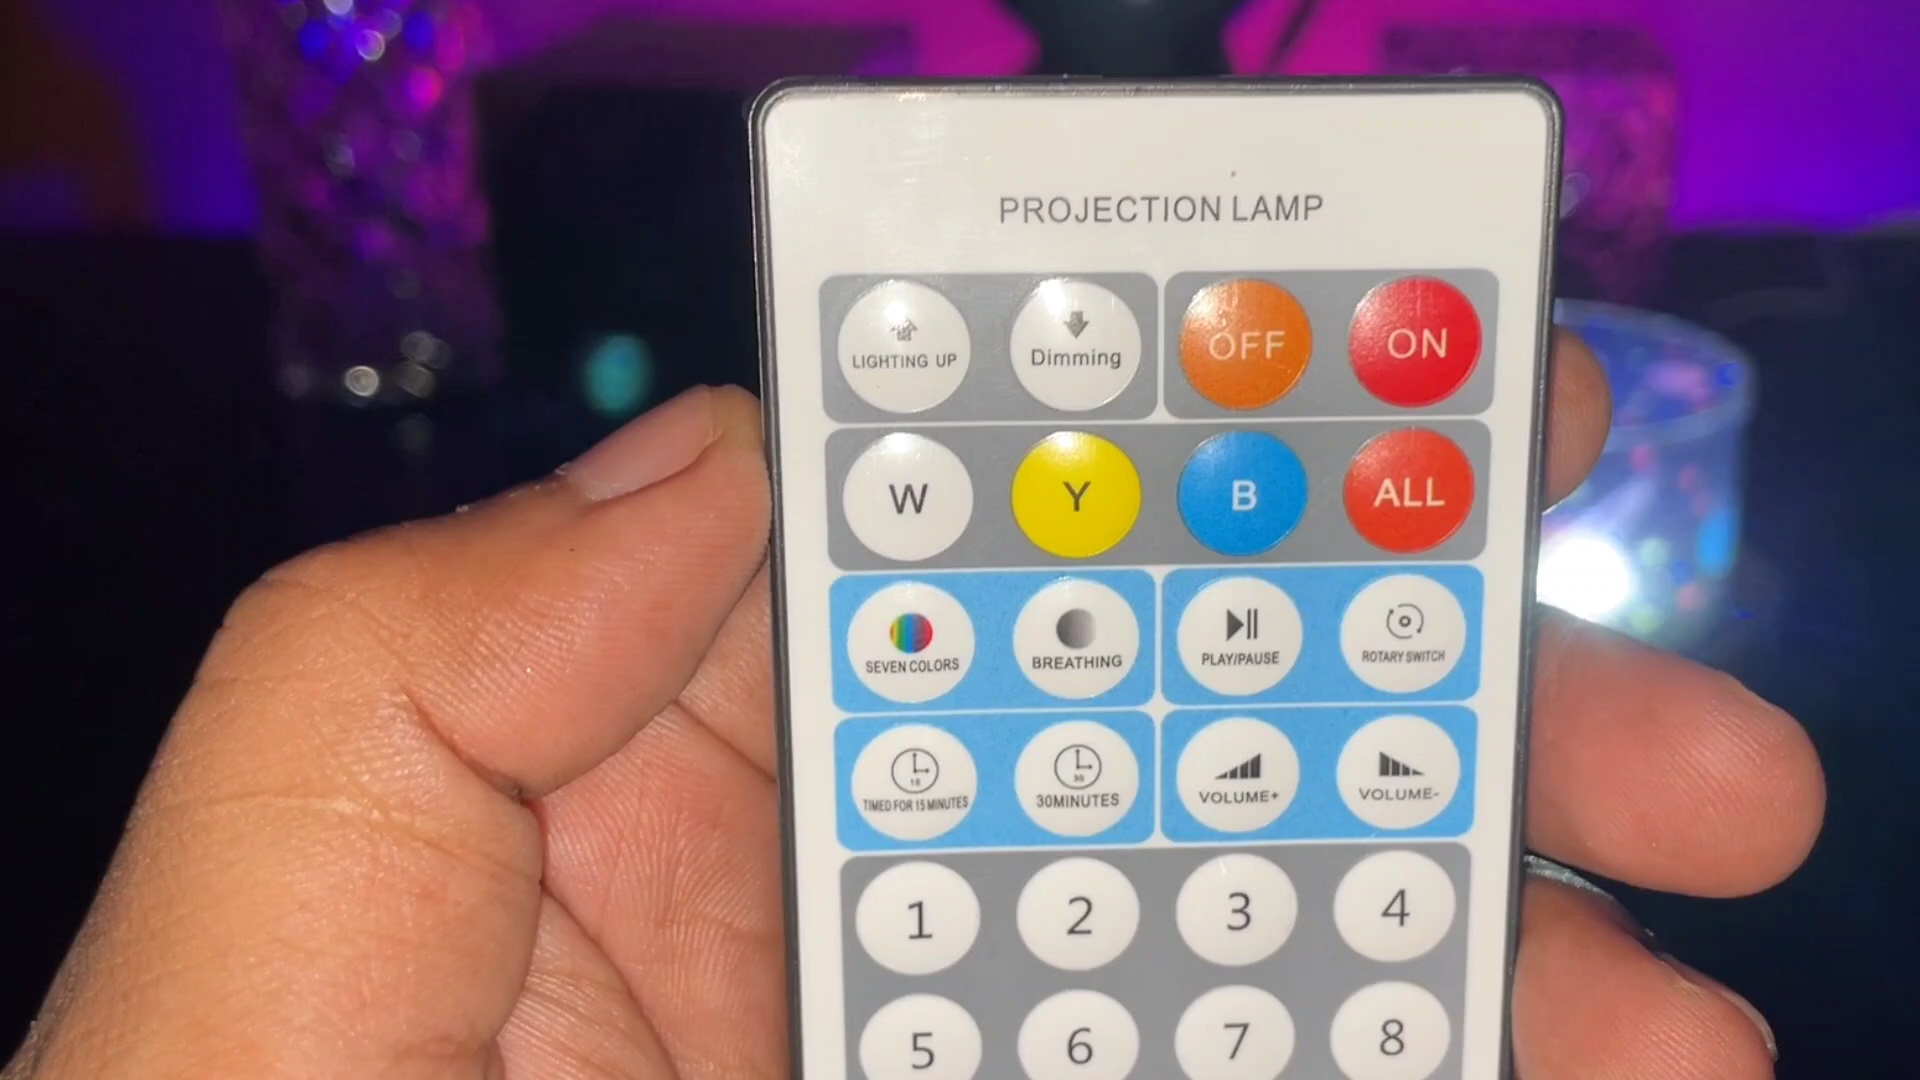 PROJECTION LAMP
LIGHTING UP
Dimming
OFF
ON
W
Y
B
ALL
SEVEN COLORS
BREATHING
PLAY/PAUSE
ROTARY SWITCH
TIMED FOR 15 MINUTES
30
30MINUTES
VOLUME+
VOLUME-
1
2
3
4
5
6
7
8